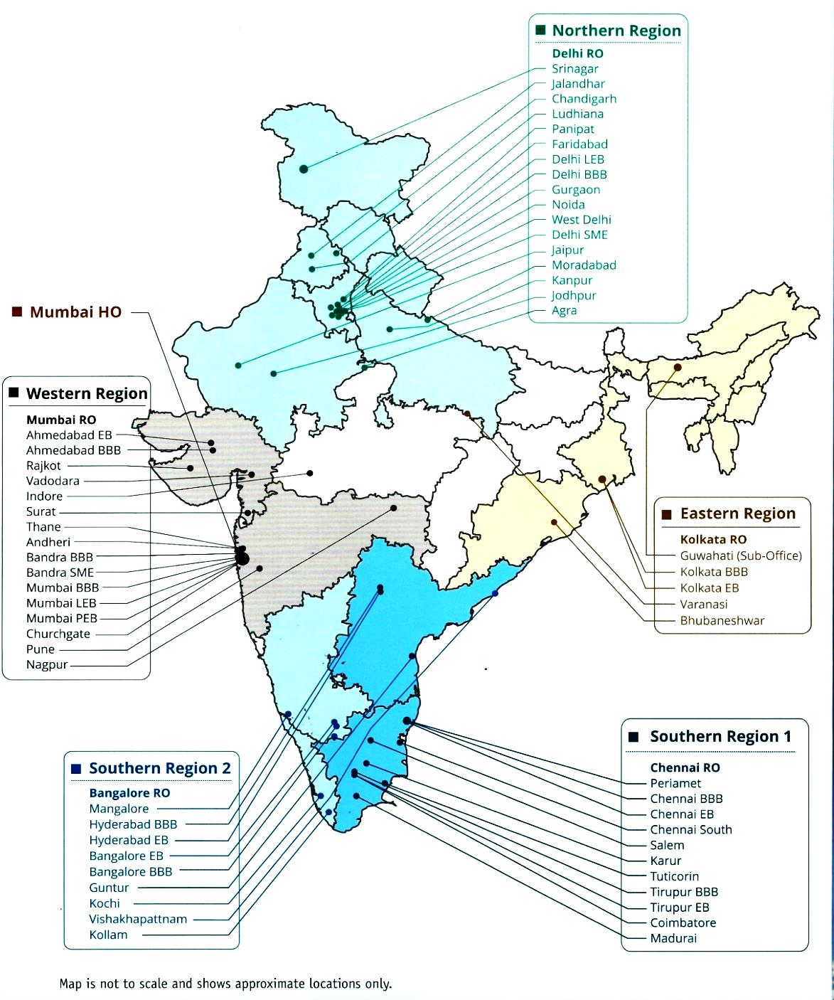 Northern Region
Delhi RO
Srinagar
Jalandhar
Chandigarh
Ludhiana
Panipat
Faridabad
Delhi LEB
Delhi BBB
Gurgaon
Noida
West Delhi
Delhi SME
Jaipur
Moradabad
Kanpur
Jodhpur
Agra
Mumbai HO
Western Region
Mumbai RO
Ahmedabad EB
Ahmedabad BBB
Rajkot
Vadodara
Indore
Surat
Thane
Andheri
Bandra BBB
Bandra SME
Mumbai BBB
Mumbai LEB
Mumbai PEB
Churchgate
Pune
Nagpur
Eastern Region
Kolkata RO
Guwahati (Sub-Office)
Kolkata BBB
Kolkata EB
Varanasi
Bhubaneshwar
Southern Region 2
Bangalore RO
Mangalore
Hyderabad BBB
Hyderabad EB
Bangalore EB
Bangalore BBB
Guntur
Kochi
Vishakhapattnam
Kollam
Southern Region 1
Chennai RO
Periamet
Chennai BBB
Chennai EB
Chennai South
Salem
Karur
Tuticorin
Tirupur BBB
Tirupur EB
Coimbatore
Madurai
Map is not to scale and shows approximate locations only.